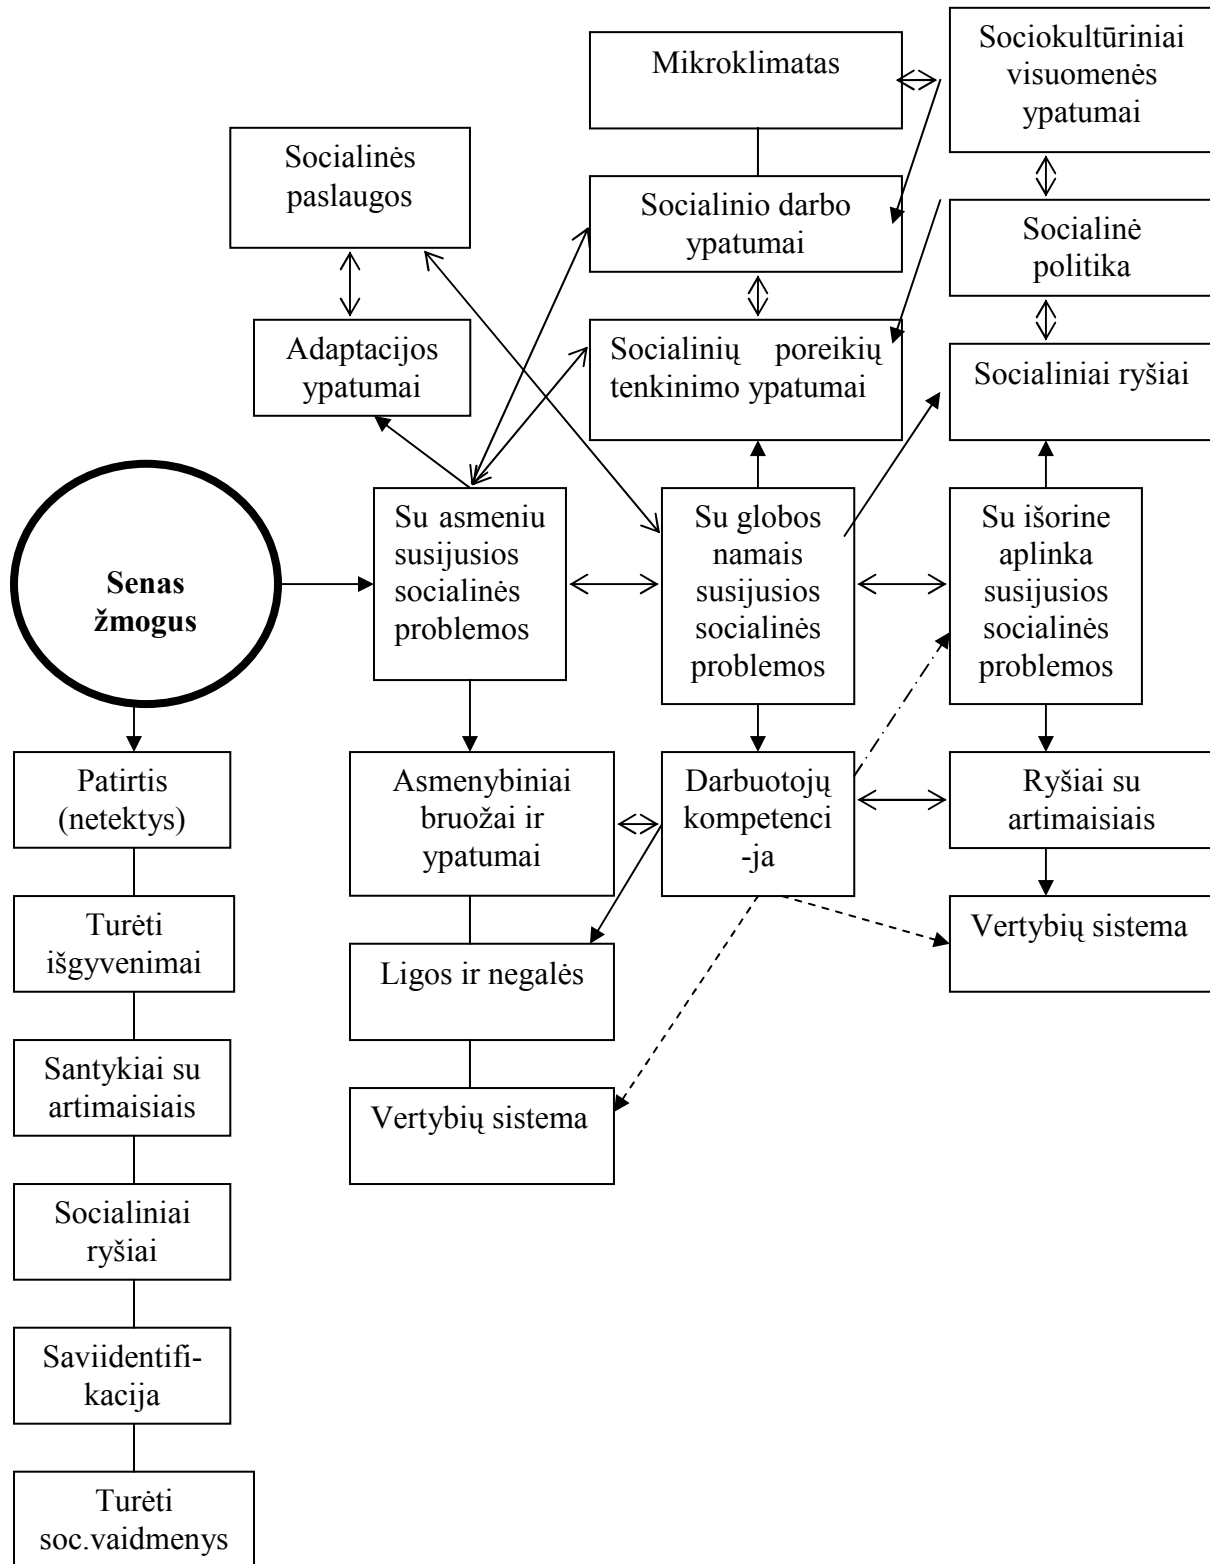 Mikroklimatas
Sociokultūriniai
visuomenės
ypatumai
Socialinės
paslaugos
Socialinio darbo
ypatumai
Socialinė
politika
Adaptacijos
ypatumai
Socialinių poreikių
tenkinimo ypatumai
Socialiniai ryšiai
Senas
žmogus
Su asmeniu
susijusios
socialinės
problemos
Su globos
namais
susijusios
socialinės
problemos
Su išorine
aplinka
susijusios
socialinės
problemos
Patirtis
(netektys)
Asmenybiniai
bruožai ir
ypatumai
Darbuotojų
kompetenci
-ja
Ryšiai su
artimaisiais
Turėti
išgyvenimai
Ligos ir negalės
Vertybių sistema
Santykiai su
artimaisiais
Vertybių sistema
Socialiniai
ryšiai
Saviidentifi-
kacija
Turėti
soc.vaidmenys